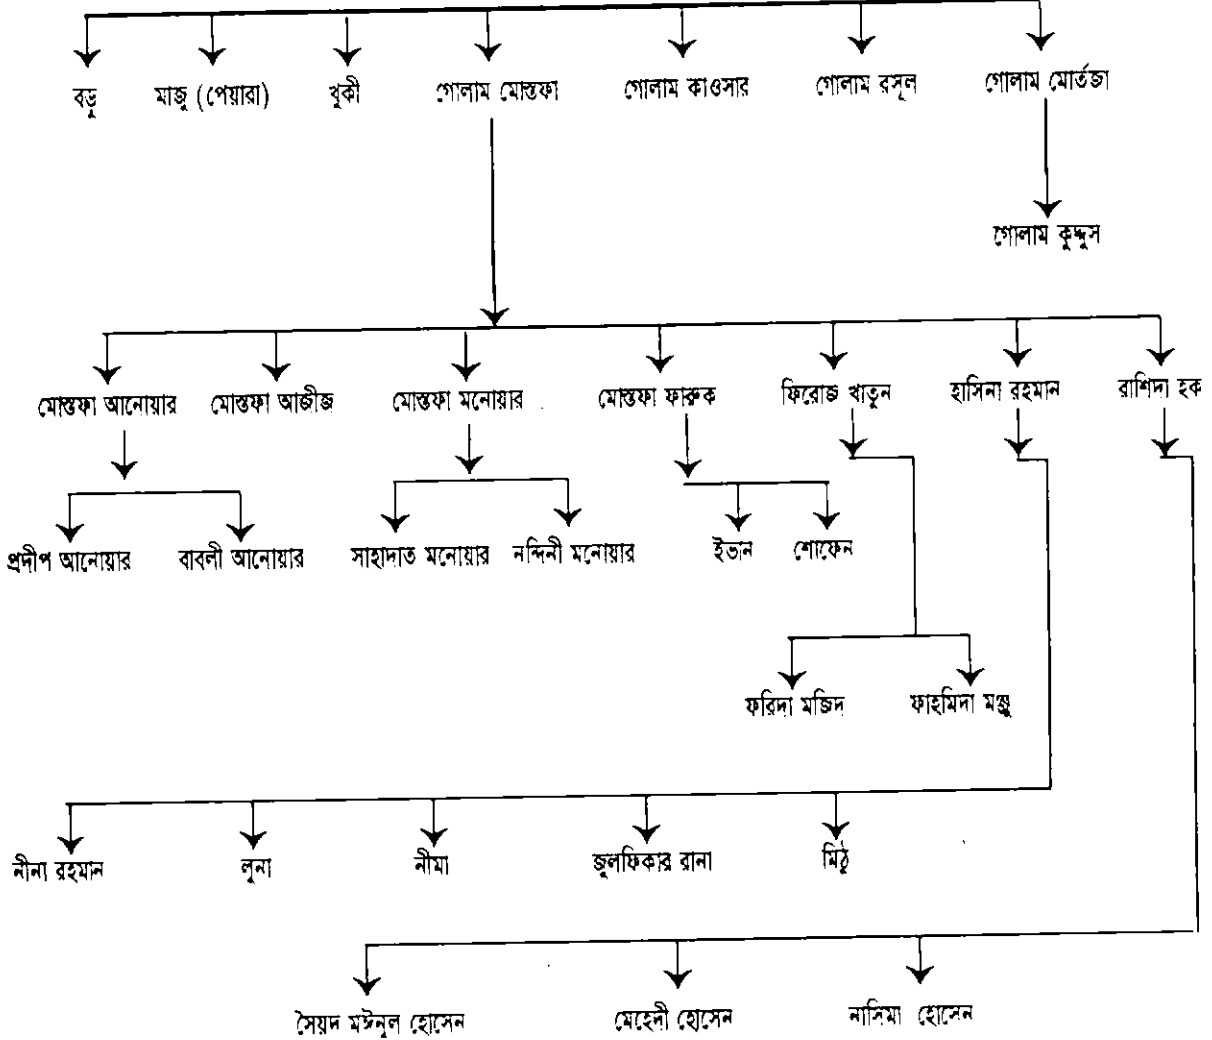 বড়ু মাজু (পেয়ারা) খুকী গোলাম মোস্তফা গোলাম কাওসার গোলাম রসূল গোলাম মোর্তজা
গোলাম কুদ্দুস
মোস্তফা আনোয়ার মোস্তফা আজীজ মোস্তফা মনোয়ার মোস্তফা ফারুক ফিরোজ খাতুন হাসিনা রহমান রাশিদা হক
প্রদীপ আনোয়ার বাবলী আনোয়ার সাহাদাত মনোয়ার নন্দিনী মনোয়ার ইভান শোফেন
ফরিদা মজিদ ফাহমিদা মঞ্জু
নীনা রহমান লুনা নীমা জুলফিকার রানা মিঠু
সৈয়দ মঈনুল হোসেন মেহেদী হোসেন নাসিমা হোসেন